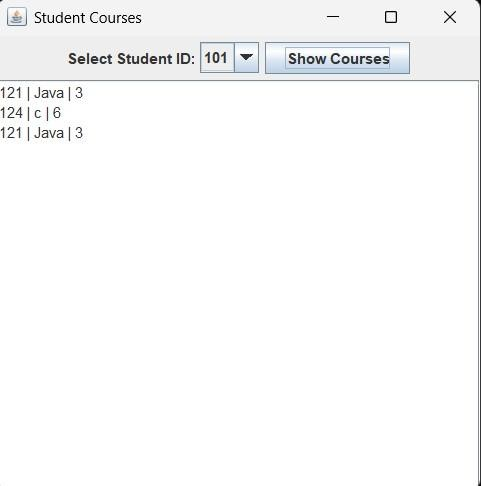 Student Courses
Select Student ID: 101 Show Courses
121 | Java | 3
124 | c | 6
121 | Java | 3